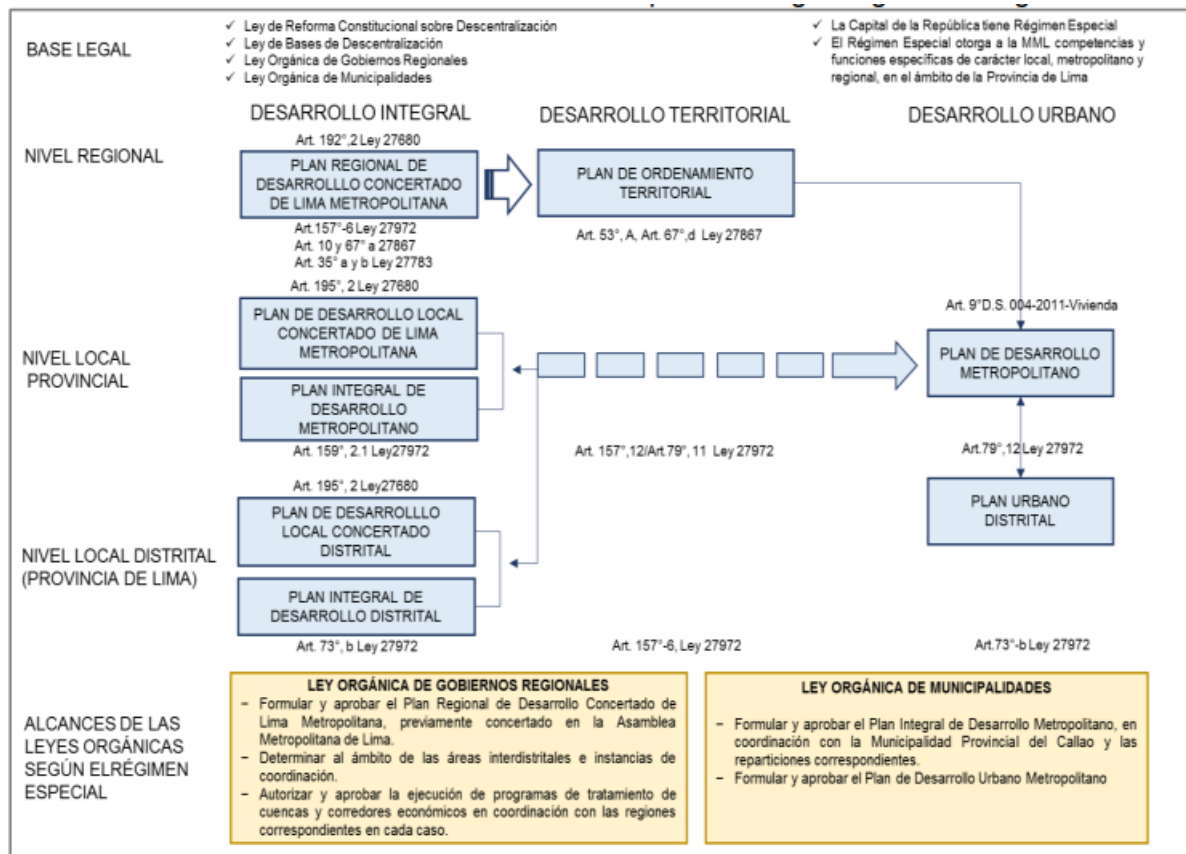 BASE LEGAL
✓ Ley de Reforma Constitucional sobre Descentralización
✓ Ley de Bases de Descentralización
✓ Ley Orgánica de Gobiernos Regionales
✓ Ley Orgánica de Municipalidades
✓ La Capital de la República tiene Régimen Especial
✓ El Régimen Especial otorga a la MML competencias y
funciones específicas de carácter local, metropolitano y
regional, en el ámbito de la Provincia de Lima
DESARROLLO INTEGRAL
DESARROLLO TERRITORIAL
DESARROLLO URBANO
NIVEL REGIONAL
Art. 192°,2 Ley 27680
PLAN REGIONAL DE
DESARROLLLO CONCERTADO
DE LIMA METROPOLITANA
Art.157°-6 Ley 27972
Art. 10 y 67° a 27867
Art. 35° a y b Ley 27783
PLAN DE ORDENAMIENTO
TERRITORIAL
Art. 53°, A, Art. 67°,d Ley 27867
NIVEL LOCAL
PROVINCIAL
Art. 195°, 2 Ley 27680
PLAN DE DESARROLLO LOCAL
CONCERTADO DE LIMA
METROPOLITANA
PLAN INTEGRAL DE
DESARROLLO
METROPOLITANO
Art. 159°, 2.1 Ley27972
Art. 157°,12/Art.79°, 11 Ley 27972
Art. 9°D.S. 004-2011-Vivienda
PLAN DE DESARROLLO
METROPOLITANO
Art.79°,12 Ley 27972
PLAN URBANO
DISTRITAL
NIVEL LOCAL DISTRITAL
(PROVINCIA DE LIMA)
Art. 195°, 2 Ley27680
PLAN DE DESARROLLLO
LOCAL CONCERTADO
DISTRITAL
PLAN INTEGRAL DE
DESARROLLO DISTRITAL
Art. 73°, b Ley 27972
Art. 157°-6, Ley 27972
Art.73°-b Ley 27972
ALCANCES DE LAS
LEYES ORGÁNICAS
SEGÚN ELRÉGIMEN
ESPECIAL
LEY ORGÁNICA DE GOBIERNOS REGIONALES
– Formular y aprobar el Plan Regional de Desarrollo Concertado de
Lima Metropolitana, previamente concertado en la Asamblea
Metropolitana de Lima.
– Determinar al ámbito de las áreas interdistritales e instancias de
coordinación.
– Autorizar y aprobar la ejecución de programas de tratamiento de
cuencas y corredores económicos en coordinación con las regiones
correspondientes en cada caso.
LEY ORGÁNICA DE MUNICIPALIDADES
– Formular y aprobar el Plan Integral de Desarrollo Metropolitano, en
coordinación con la Municipalidad Provincial del Callao y las
reparticiones correspondientes.
– Formular y aprobar el Plan de Desarrollo Urbano Metropolitano